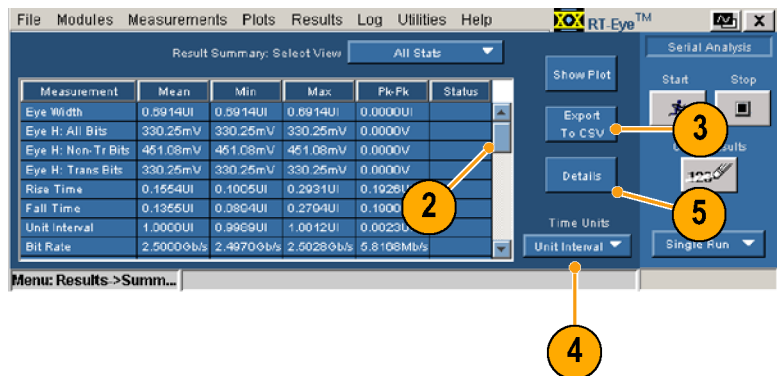 File Modules Measurements Plots Results Log Utilities Help RT-Eye™ X
Result Summary: Select View All Stats
Serial Analysis
Show Plot
Start Stop
Measurement Mean Min Max Pk-Pk Status
Eye Width 0.6914UI 0.6914UI 0.6914UI 0.0000UI
Export
To CSV
3
Eye H: All Bits 330.25mV 330.25mV 330.25mV 0.0000V
Eye H: Non-Tr Bits 451.08mV 451.08mV 451.08mV 0.0000V
Eye H: Trans Bits 330.25mV 330.25mV 330.25mV 0.0000V
Details
Rise Time 0.1554UI 0.1005UI 0.2931UI
2
5
Fall Time 0.1355UI 0.0804UI 0.2704UI
Unit Interval 1.0000UI 0.9989UI 1.0012UI
Time Units
Bit Rate 2.5000Gb/s 2.4970Gb/s 2.5028Gb/s 5.8168Mb/s
Unit Interval
Single Run
Menu: Results->Summ...
4